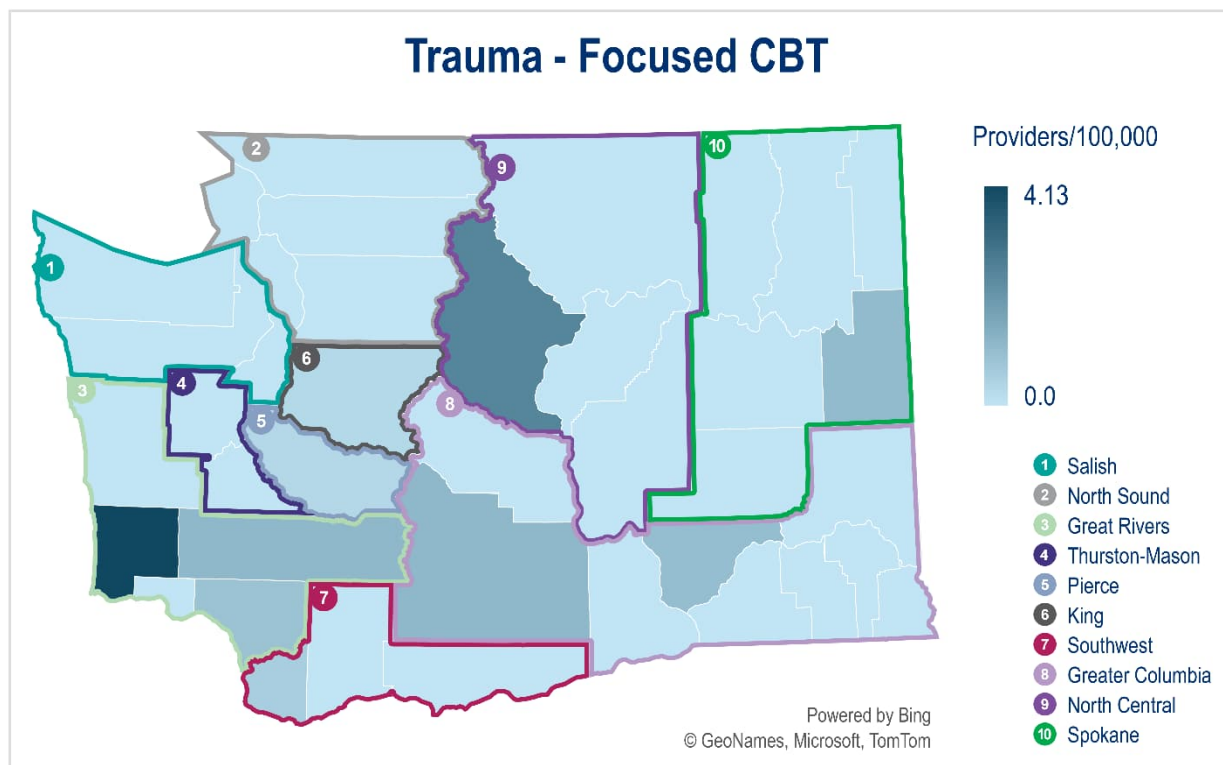 Trauma - Focused CBT
2
10
9
1
6
4
3
8
5
7
Providers/100,000
4.13
0.0
1 Salish
2 North Sound
3 Great Rivers
4 Thurston-Mason
5 Pierce
6 King
7 Southwest
8 Greater Columbia
9 North Central
10 Spokane
Powered by Bing
© GeoNames, Microsoft, TomTom